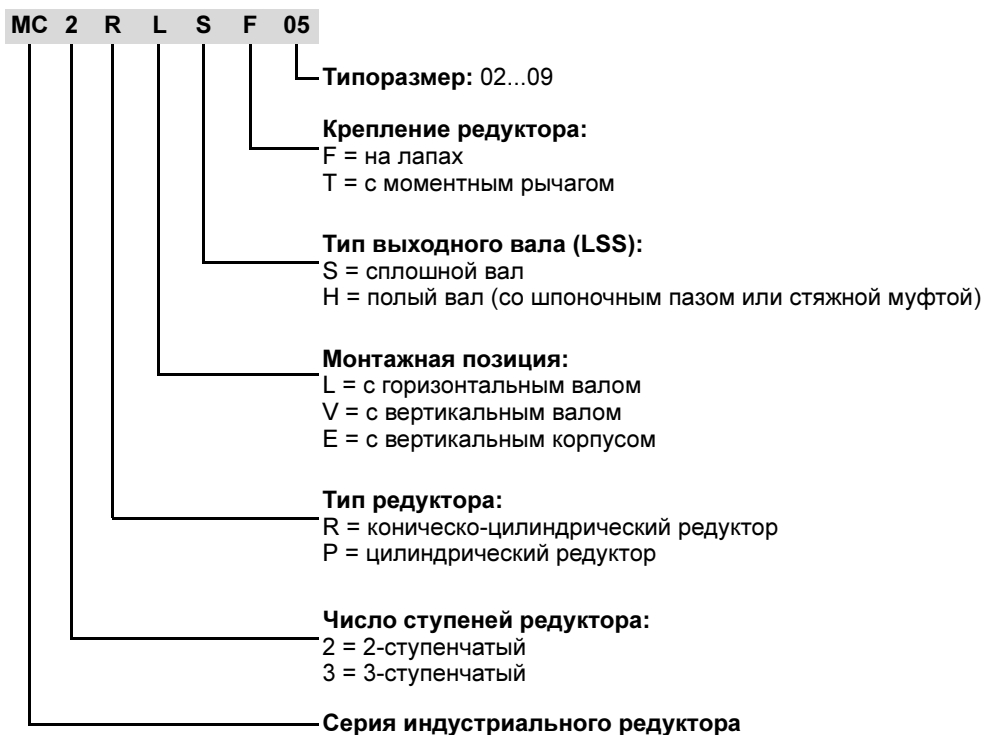 MC 2 R L S F 05
Типоразмер: 02...09
Крепление редуктора:
F = на лапах
T = с моментным рычагом
Тип выходного вала (LSS):
S = сплошной вал
H = полый вал (со шпоночным пазом или стяжной муфтой)
Монтажная позиция:
L = с горизонтальным валом
V = с вертикальным валом
E = с вертикальным корпусом
Тип редуктора:
R = коническо-цилиндрический редуктор
P = цилиндрический редуктор
Число ступеней редуктора:
2 = 2-ступенчатый
3 = 3-ступенчатый
Серия индустриального редуктора